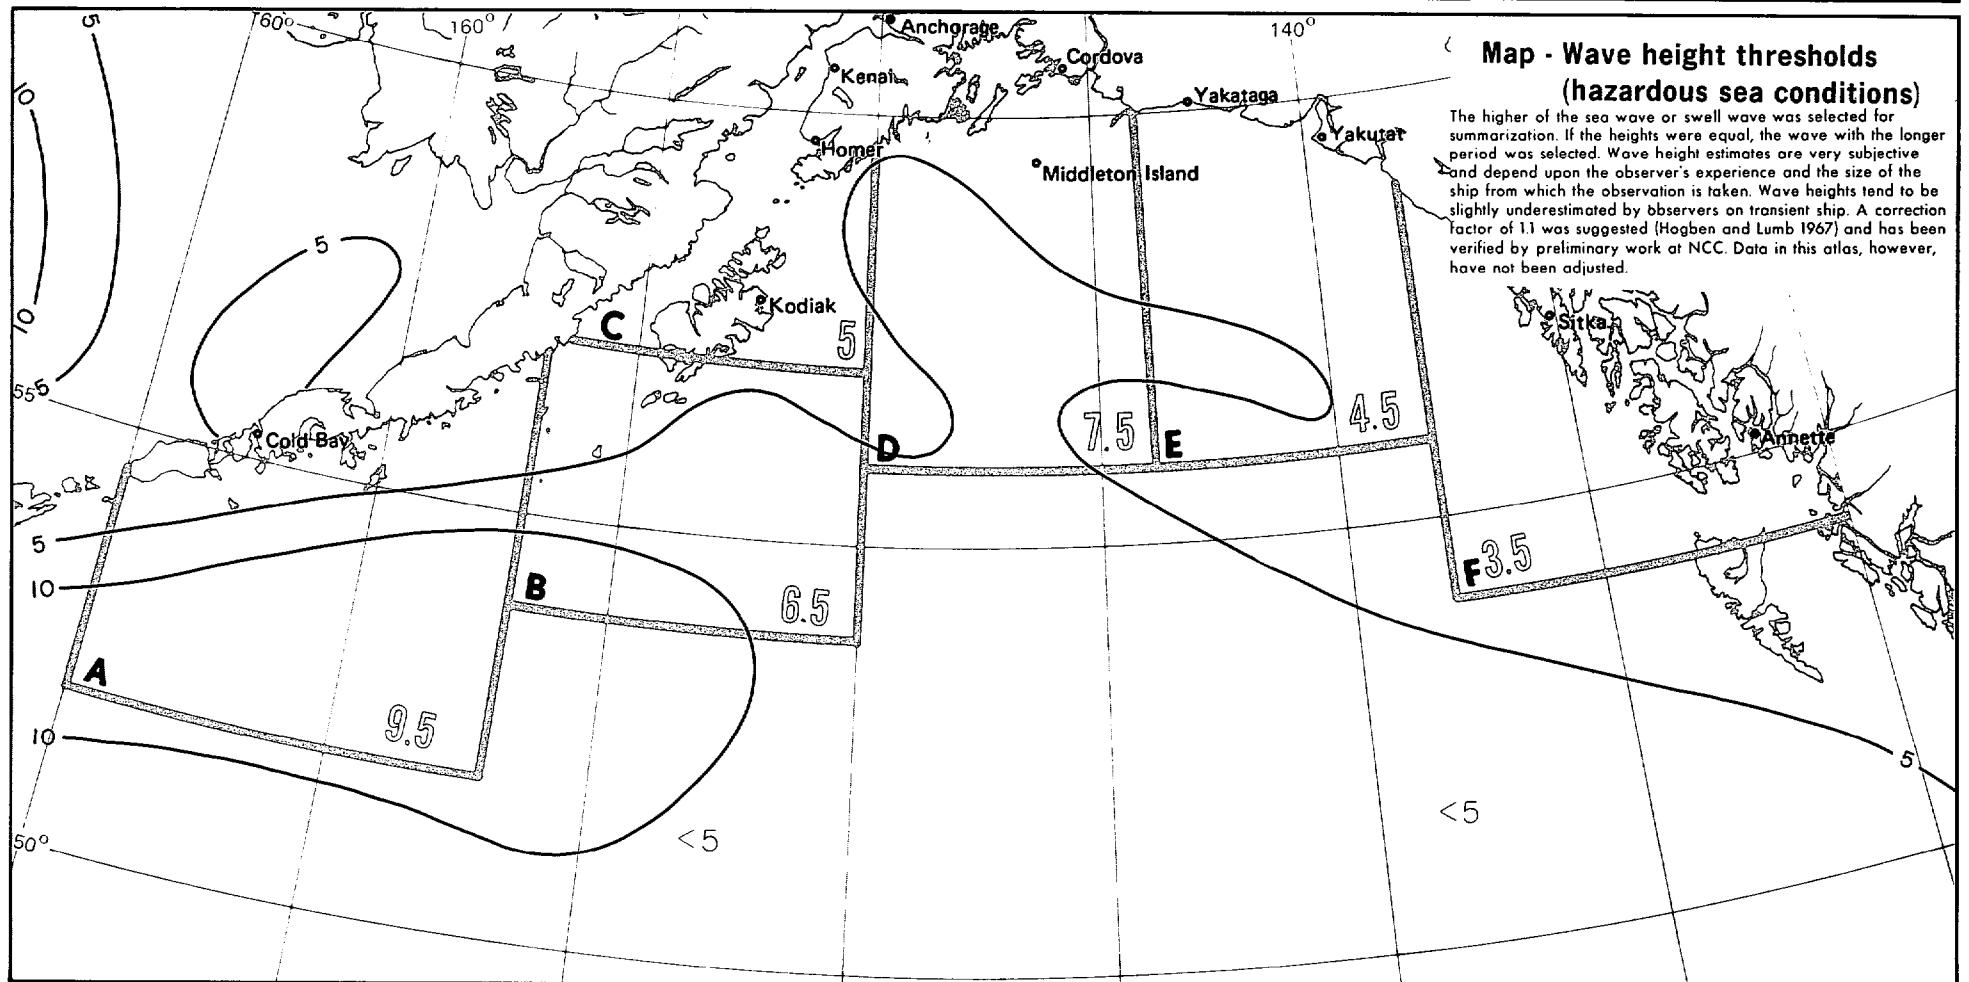 5
60°
160°
Anchorage
140°
Map - Wave height thresholds
(hazardous sea conditions)
The higher of the sea wave or swell wave was selected for
summarization. If the heights were equal, the wave with the longer
period was selected. Wave height estimates are very subjective
and depend upon the observer's experience and the size of the
ship from which the observation is taken. Wave heights tend to be
slightly underestimated by observers on transient ship. A correction
factor of 1.1 was suggested (Hogben and Lumb 1967) and has been
verified by preliminary work at NCC. Data in this atlas, however,
have not been adjusted.
Cordova
Kenai
10
Yakataga
Yakutat
Homer
Middleton Island
5
Kodiak
10
C
5
Sitka
55
5
Cold Bay
D
7.5
E
4.5
Annette
5
10
B
6.5
F
3.5
A
9.5
10
5
<5
<5
50°